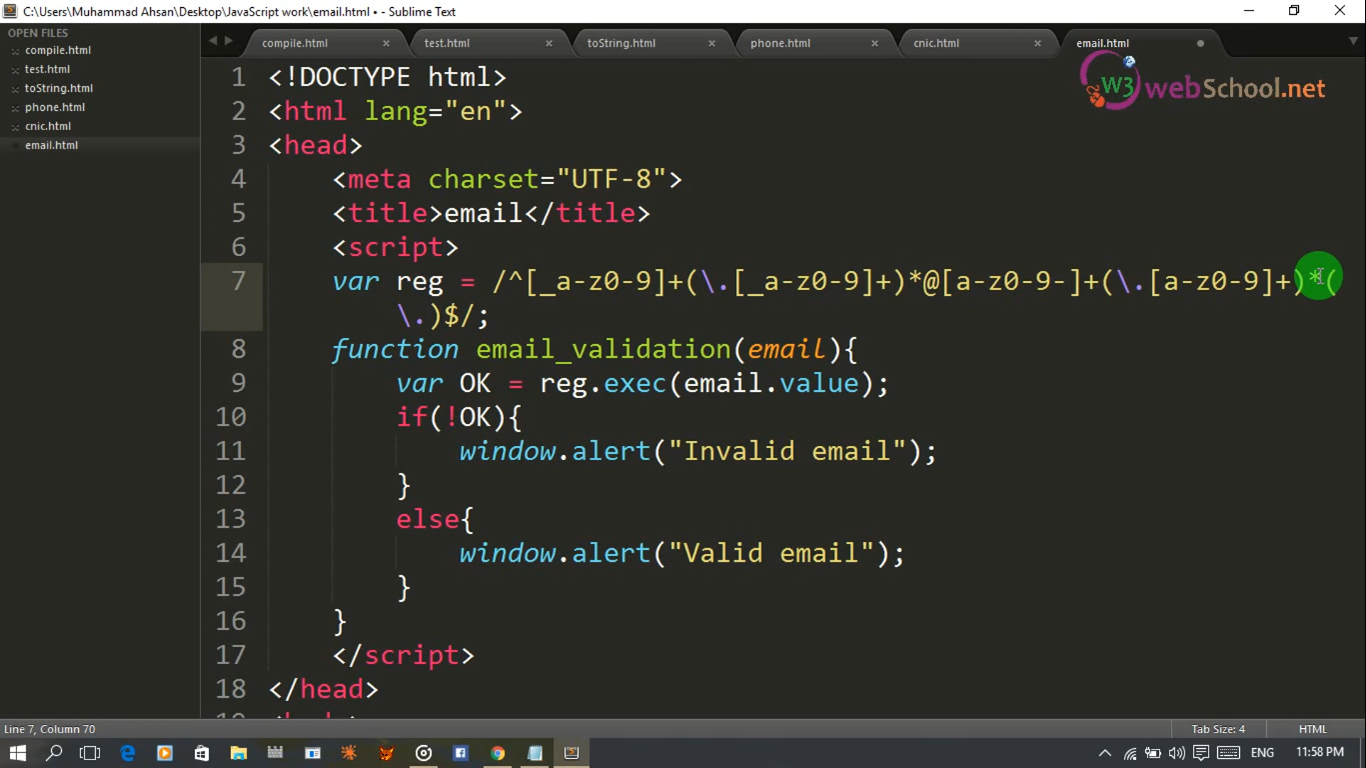 C:\Users\Muhammad Ahsan\Desktop\JavaScript work\email.html • - Sublime Text
OPEN FILES
compile.html
test.html
toString.html
phone.html
cnic.html
email.html
compile.html × test.html × toString.html × phone.html × cnic.html × email.html
W3 webSchool.net
1 <!DOCTYPE html>
2 <html lang="en">
3 <head>
4 <meta charset="UTF-8">
5 <title>email</title>
6 <script>
7 var reg = /^[_a-z0-9]+(\.[_a-z0-9]+)*@[a-z0-9-]+(\.[a-z0-9]+)*(
\.)$/;
8 function email_validation(email){
9 var OK = reg.exec(email.value);
10 if(!OK){
11 window.alert("Invalid email");
12 }
13 else{
14 window.alert("Valid email");
15 }
16 }
17 </script>
18 </head>
Line 7, Column 70
Tab Size: 4 HTML
ENG 11:58 PM